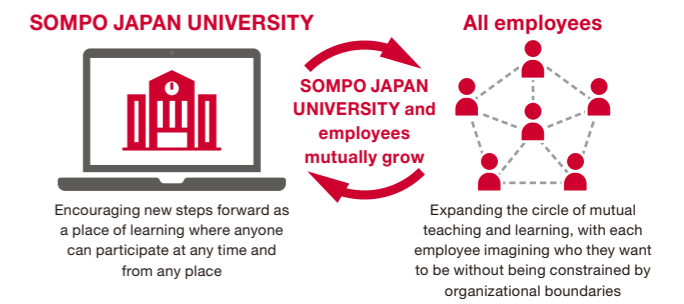 SOMPO JAPAN UNIVERSITY
Encouraging new steps forward as
a place of learning where anyone
can participate at any time and
from any place
SOMPO JAPAN
UNIVERSITY and
employees
mutually grow
All employees
Expanding the circle of mutual
teaching and learning, with each
employee imagining who they want
to be without being constrained by
organizational boundaries